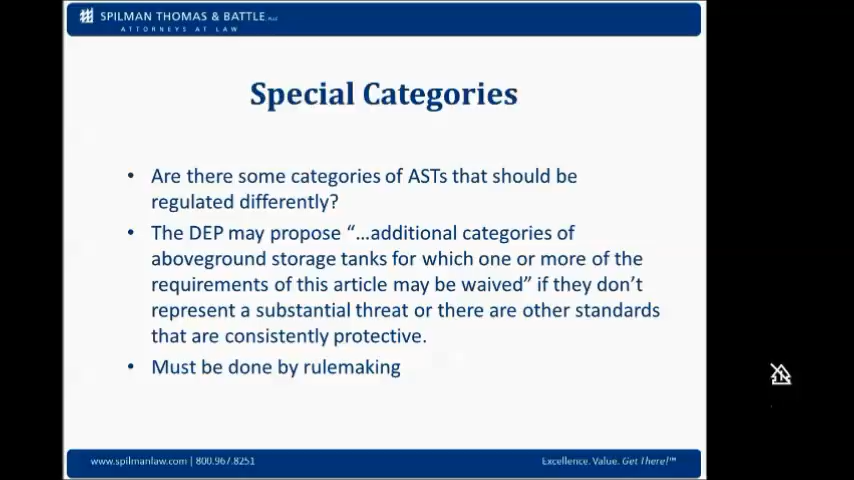 SPILMAN THOMAS & BATTLE, PLLC
ATTORNEYS AT LAW
Special Categories
• Are there some categories of ASTs that should be
regulated differently?
• The DEP may propose “…additional categories of
aboveground storage tanks for which one or more of the
requirements of this article may be waived” if they don’t
represent a substantial threat or there are other standards
that are consistently protective.
• Must be done by rulemaking
www.spilmanlaw.com | 800.967.8251
Excellence. Value. Get There!™